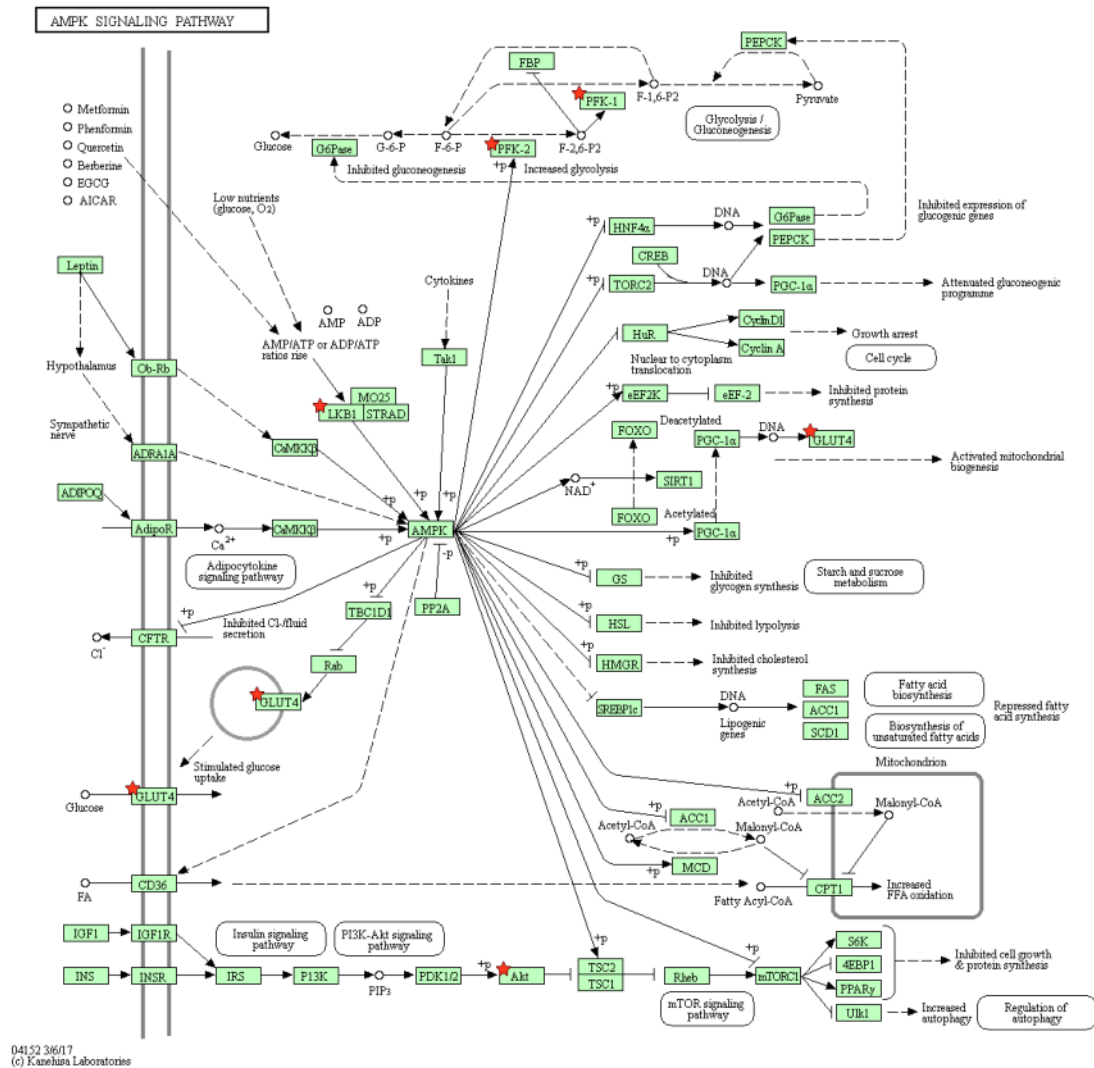 AMPK SIGNALING PATHWAY
Metformin
Phenformin
Quercetin
Berberine
EGCG
AICAR
FBP
PEPCK
PFK-1
F-1,6-P2
Pyruvate
Glycolysis /
Gluconeogenesis
Glucose
G6Pase
G-6-P
F-6-P
PFK-2
F-2,6-P2
+p
Inhibited gluconeogenesis
Increased glycolysis
Low nutrients
(glucose, O2)
Inhibited expression of
glucogenic genes
+p
HNF4α
DNA
G6Pase
PEPCK
CREB
+p
TORC2
DNA
PGC-1α
Attenuated gluconeogenic
programme
Leptin
Cytokines
AMP
ADP
AMP/ATP or ADP/ATP
ratios rise
Tak1
HuR
CyclinD1
Cyclin A
Growth arrest
Cell cycle
Nuclear to cytoplasm
translocation
Hypothalamus
Ob-Rb
MO25
LKB1
STRAD
+p
eEF2K
eEF-2
Inhibited protein
synthesis
Sympathetic
nerve
ADRA1A
CaMKKβ
Deacetylated
FOXO
PGC-1α
DNA
GLUT4
Activated mitochondrial
biogenesis
ADIPOQ
+p
+p
+p
NAD+
SIRT1
Acetylated
FOXO
AdipoR
Ca2+
CaMKKβ
+p
AMPK
+p
PGC-1α
Adipocytokine
signaling pathway
-p
+p
TBC1D1
PP2A
+p
GS
Inhibited
glycogen synthesis
Starch and sucrose
metabolism
+p
CFTR
Cl-
Inhibited Cl-/fluid
secretion
+p
HSL
Inhibited lypolysis
Rab
+p
HMGR
Inhibited cholesterol
synthesis
GLUT4
SREBP1c
DNA
Lipogenic
genes
FAS
ACC1
SCD1
Fatty acid
biosynthesis
Biosynthesis of
unsaturated fatty acids
Repressed fatty
acid synthesis
Stimulated glucose
uptake
Glucose
GLUT4
Mitochondrion
+p
ACC2
Acetyl-CoA
Malonyl-CoA
+p
ACC1
Acetyl-CoA
Malonyl-CoA
MCD
+p
FA
CD36
Fatty Acyl-CoA
CPT1
Increased
FFA oxidation
IGF1
IGF1R
Insulin signaling
pathway
PI3K-Akt signaling
pathway
INS
INSR
IRS
P13K
PIP3
PDK1/2
+p
Akt
+p
TSC2
TSC1
Rheb
+p
mTORC1
mTOR signaling
pathway
S6K
4EBP1
PPARγ
Ulk1
Inhibited cell growth
& protein synthesis
Increased
autophagy
Regulation of
autophagy
04152 3/6/17
(c) Kanehisa Laboratories